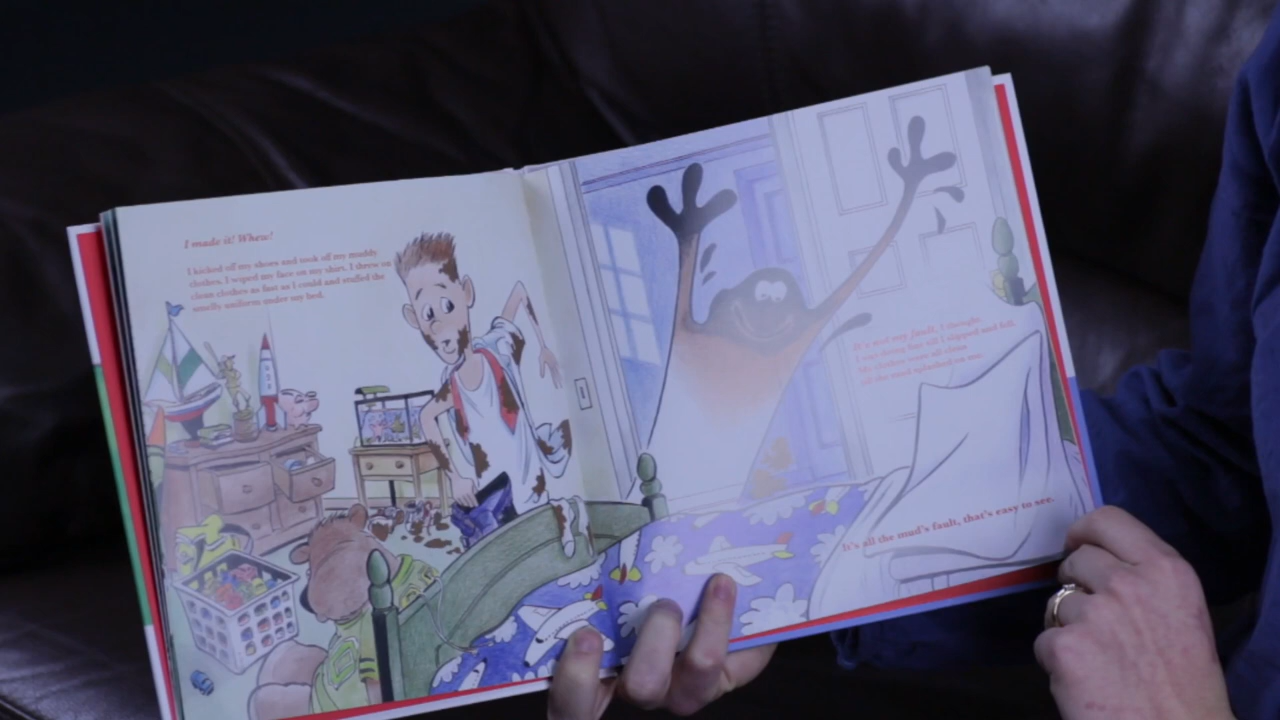 I made it! Whew!
I kicked off my shoes and took off my muddy
clothes. I wiped my face on my shirt. I threw on
clean clothes as fast as I could and stuffed the
smelly uniform under my bed.
It's not my fault, I thought.
I was doing fine till I slipped and fell.
My clothes were all clean
till the mud splashed on me.
It's all the mud's fault, that's easy to see.